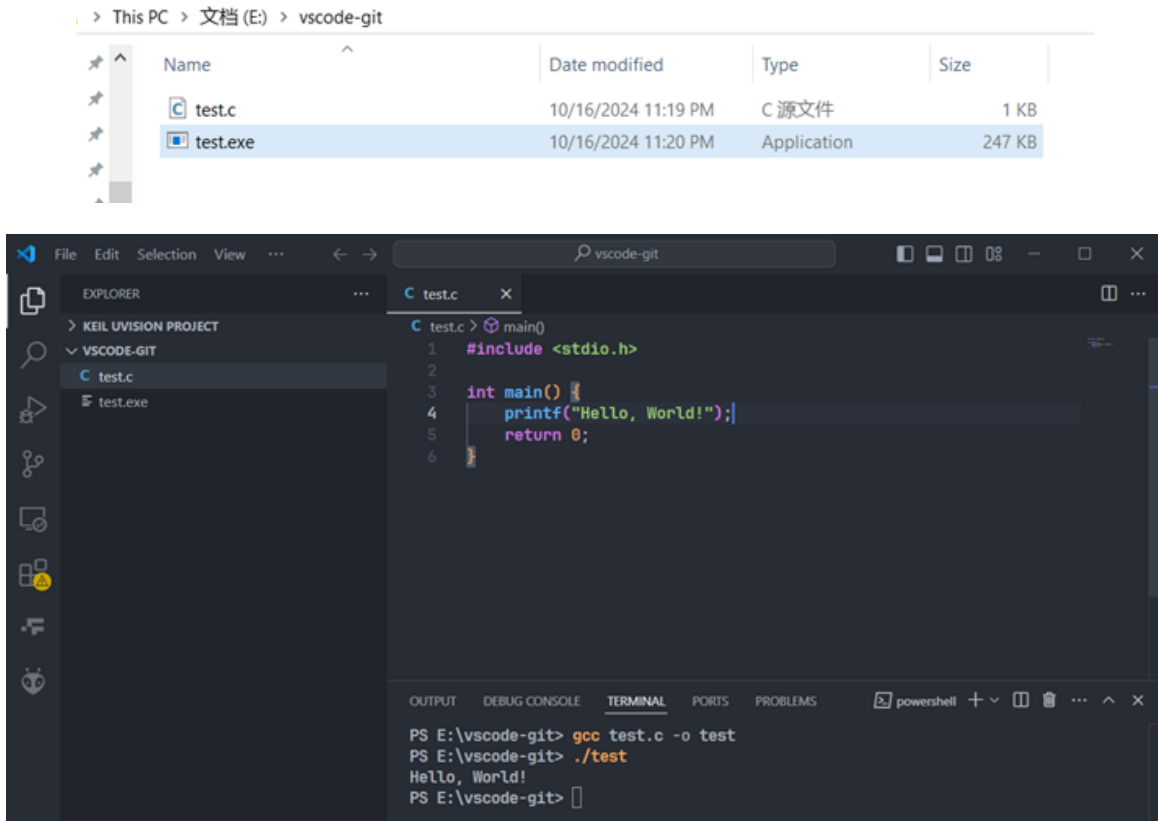 > This PC > 文档 (E:) > vscode-git
Name Date modified Type Size
test.c 10/16/2024 11:19 PM C 源文件 1 KB
test.exe 10/16/2024 11:20 PM Application 247 KB
File Edit Selection View ··· ← → vscode-git
EXPLORER ···
> KEIL UVISION PROJECT
VSCODE-GIT
C test.c
test.exe
C test.c ×
C test.c > main()
1 #include <stdio.h>
2
3 int main() {
4 printf("Hello, World!");
5 return 0;
6 }
OUTPUT DEBUG CONSOLE TERMINAL PORTS PROBLEMS powershell
PS E:\vscode-git> gcc test.c -o test
PS E:\vscode-git> ./test
Hello, World!
PS E:\vscode-git>